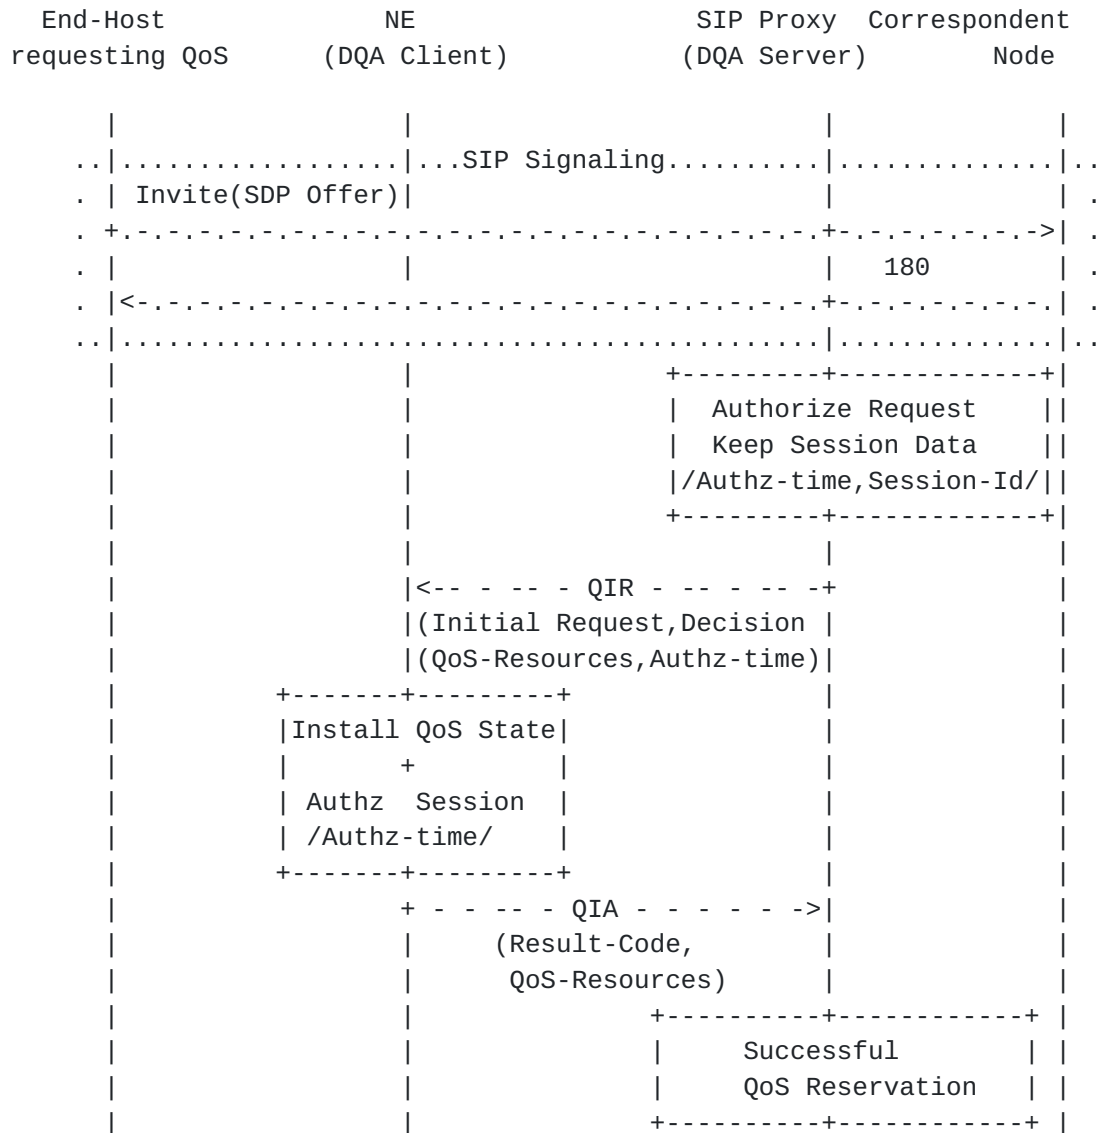 End-Host NE SIP Proxy Correspondent
requesting QoS (DQA Client) (DQA Server) Node
SIP Signaling
Invite(SDP Offer)
180
Authorize Request
Keep Session Data
/Authz-time,Session-Id/
QIR
(Initial Request,Decision
(QoS-Resources,Authz-time)
Install QoS State
+
Authz Session
/Authz-time/
QIA
(Result-Code,
QoS-Resources)
Successful
QoS Reservation